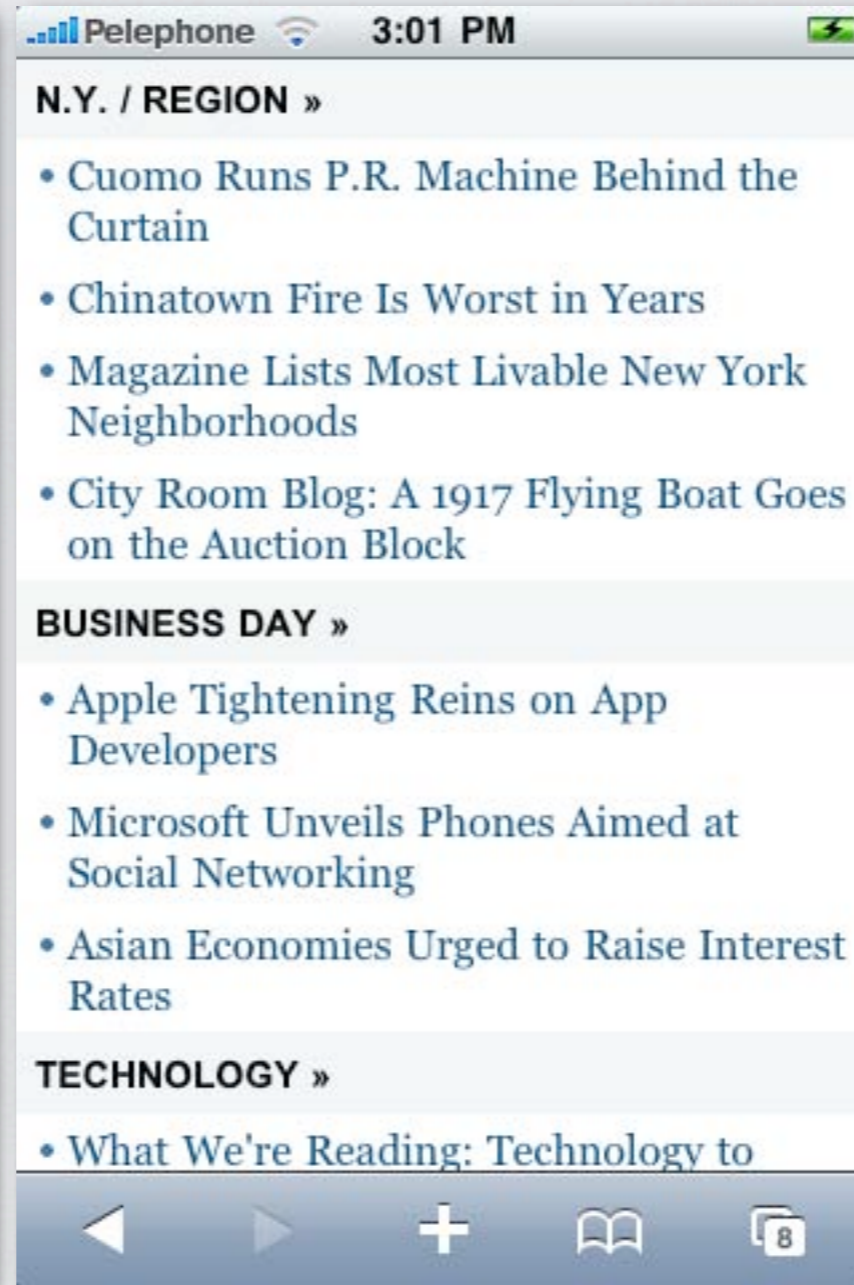 Pelephone 3:01 PM
N.Y. / REGION »
• Cuomo Runs P.R. Machine Behind the
Curtain
• Chinatown Fire Is Worst in Years
• Magazine Lists Most Livable New York
Neighborhoods
• City Room Blog: A 1917 Flying Boat Goes
on the Auction Block
BUSINESS DAY »
• Apple Tightening Reins on App
Developers
• Microsoft Unveils Phones Aimed at
Social Networking
• Asian Economies Urged to Raise Interest
Rates
TECHNOLOGY »
• What We're Reading: Technology to
8